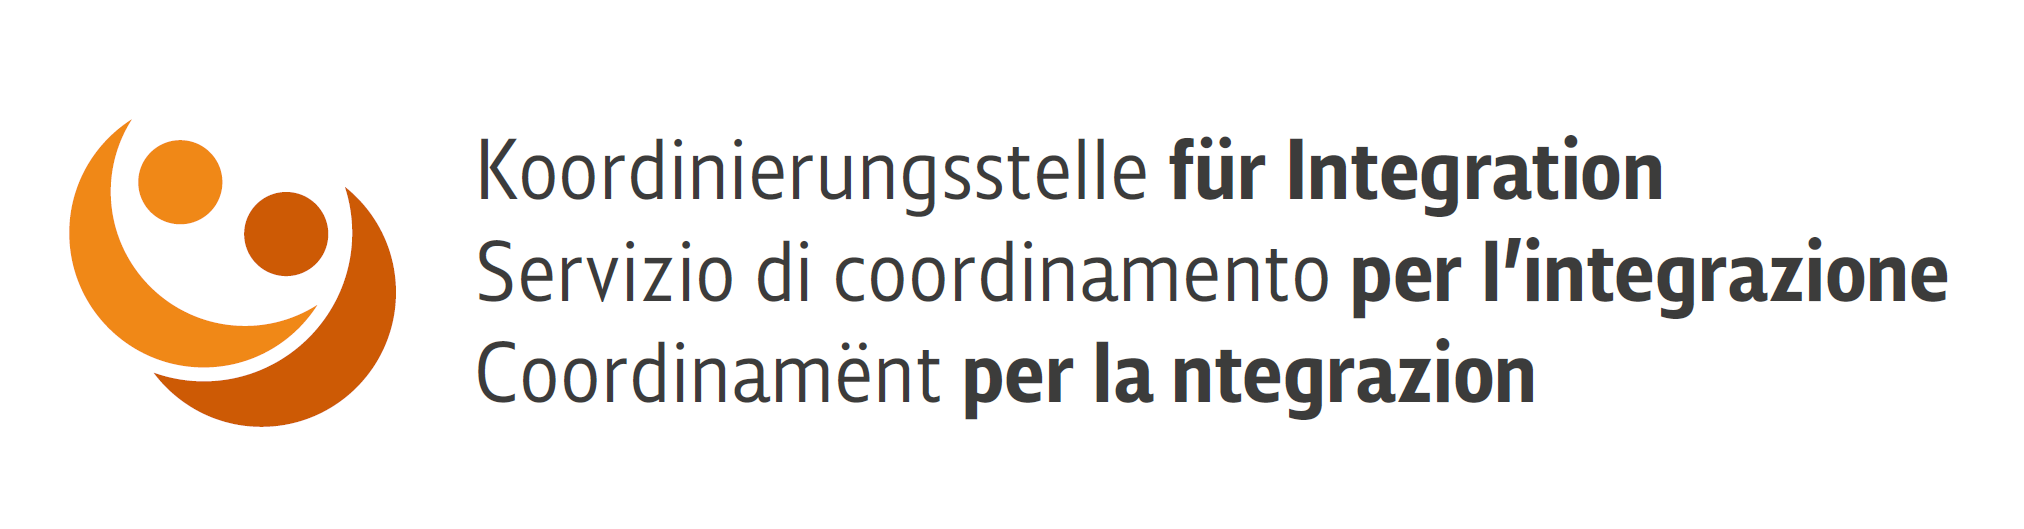 Koordinierungsstelle für Integration
Servizio di coordinamento per l’integrazione
Coordinamënt per la ntegrazion